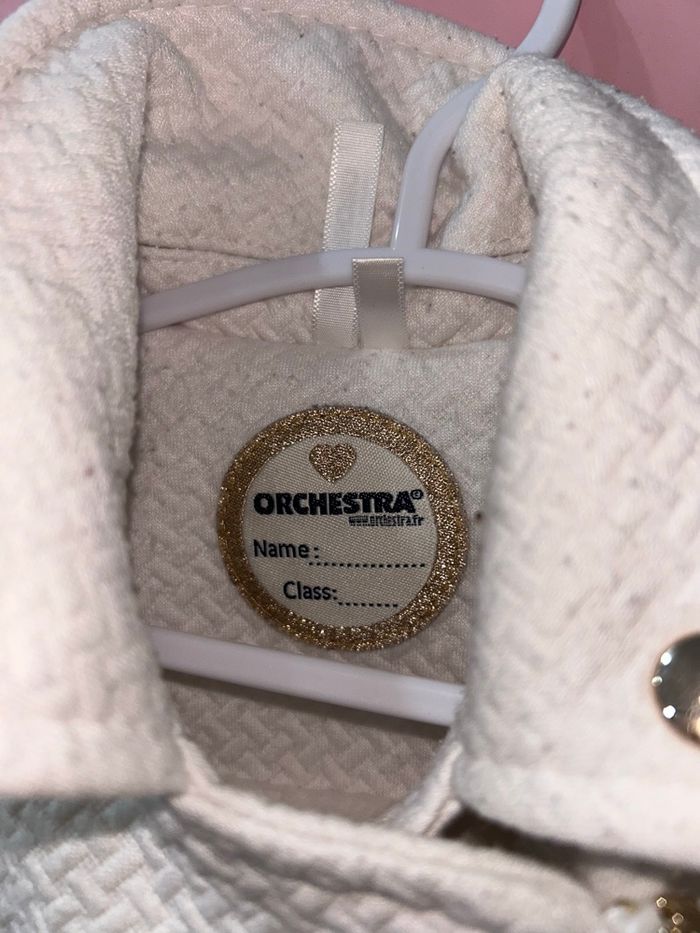 ORCHESTRA®
www.orchestra.fr
Name:....................
Class:..........